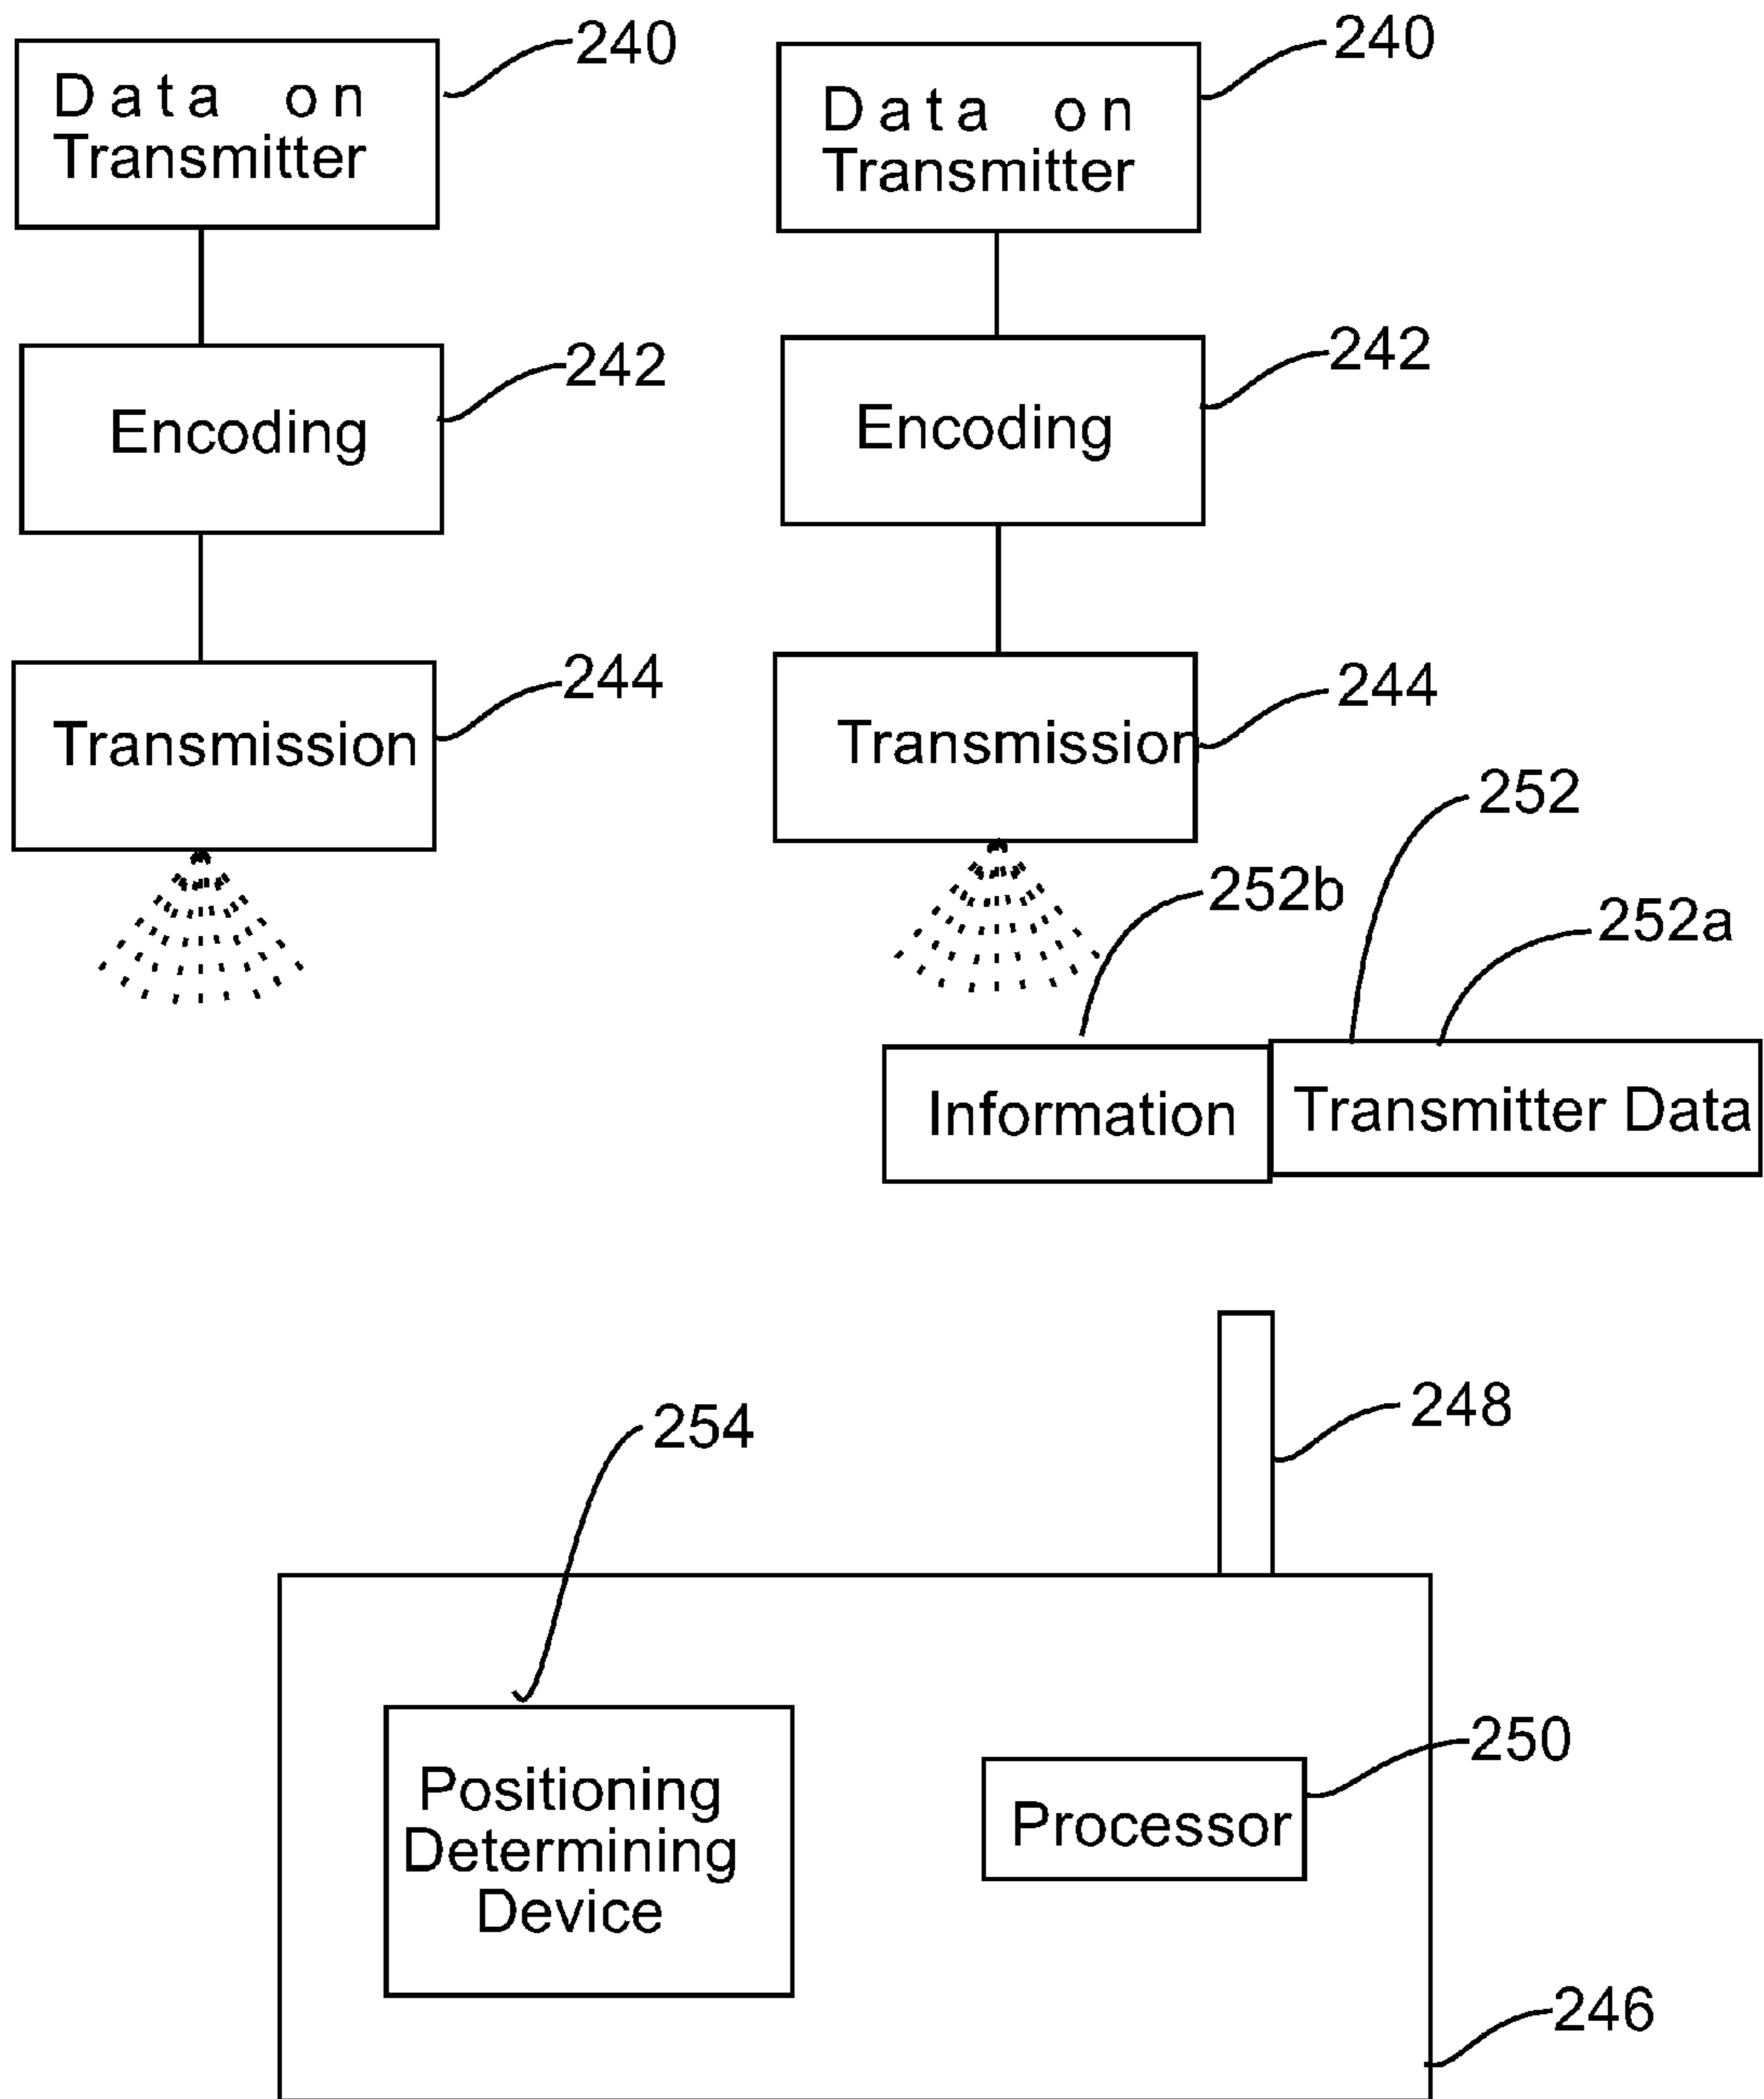 240
240
Data on
Transmitter
Data on
Transmitter
242
242
Encoding
Encoding
244
244
Transmission
Transmission
252
252b
252a
Information
Transmitter Data
248
254
250
Positioning
Determining
Device
Processor
246